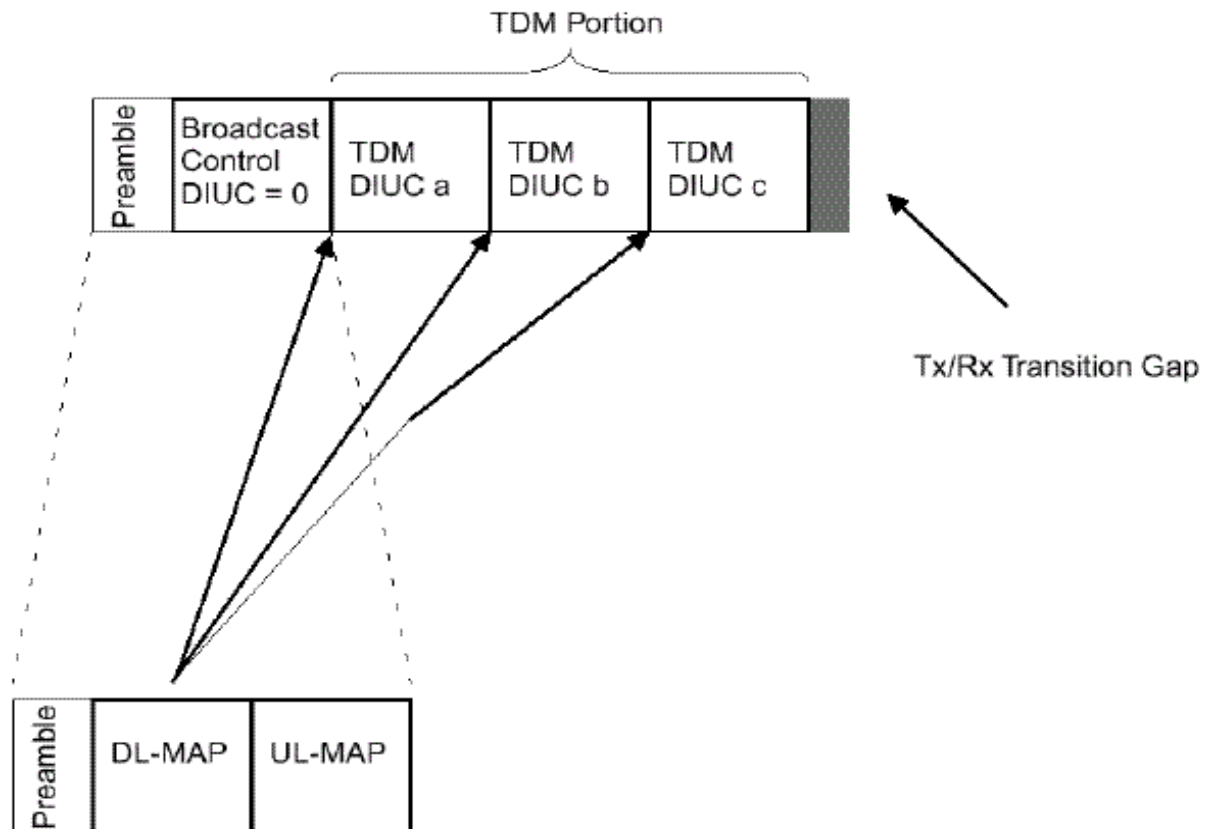 TDM Portion
Preamble
Broadcast
Control
DIUC = 0
TDM
DIUC a
TDM
DIUC b
TDM
DIUC c
Tx/Rx Transition Gap
Preamble
DL-MAP
UL-MAP